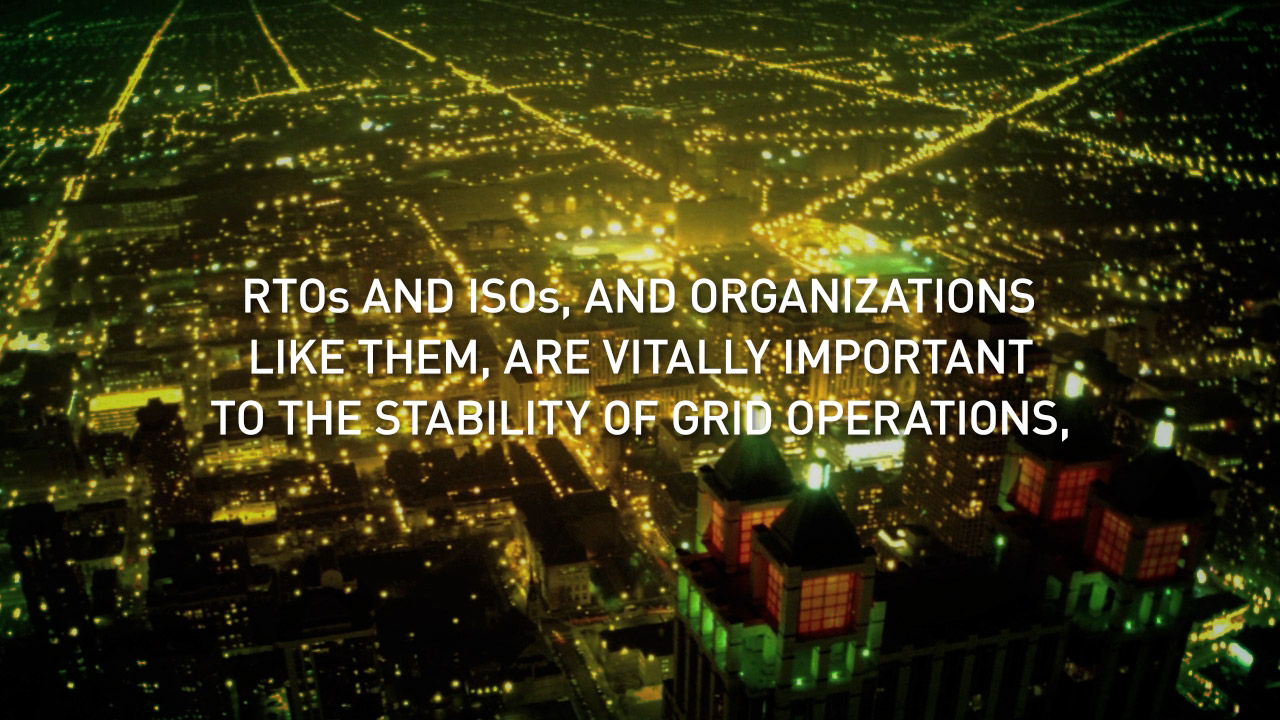 RTOs AND ISOs, AND ORGANIZATIONS
LIKE THEM, ARE VITALLY IMPORTANT
TO THE STABILITY OF GRID OPERATIONS,